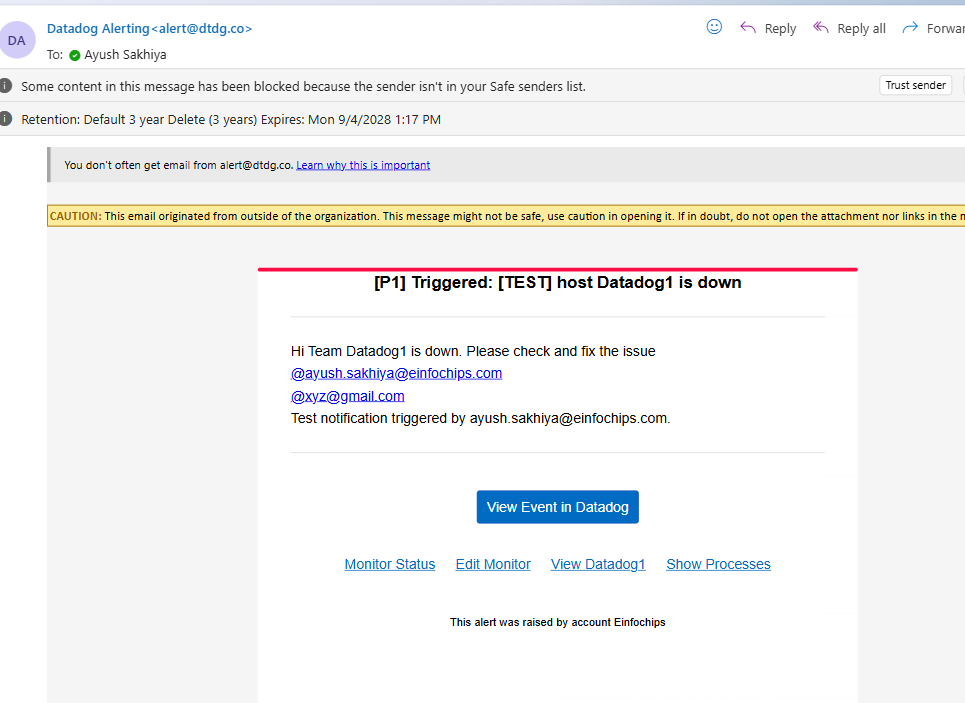 DA
Datadog Alerting<alert@dtdg.co>
Reply
Reply all
Forwar
To: Ayush Sakhiya
Some content in this message has been blocked because the sender isn't in your Safe senders list.
Trust sender
Retention: Default 3 year Delete (3 years) Expires: Mon 9/4/2028 1:17 PM
You don't often get email from alert@dtdg.co. Learn why this is important
CAUTION: This email originated from outside of the organization. This message might not be safe, use caution in opening it. If in doubt, do not open the attachment nor links in the
[P1] Triggered: [TEST] host Datadog1 is down
Hi Team Datadog1 is down. Please check and fix the issue
@ayush.sakhiya@einfochips.com
@xyz@gmail.com
Test notification triggered by ayush.sakhiya@einfochips.com.
View Event in Datadog
Monitor Status Edit Monitor View Datadog1 Show Processes
This alert was raised by account Einfochips